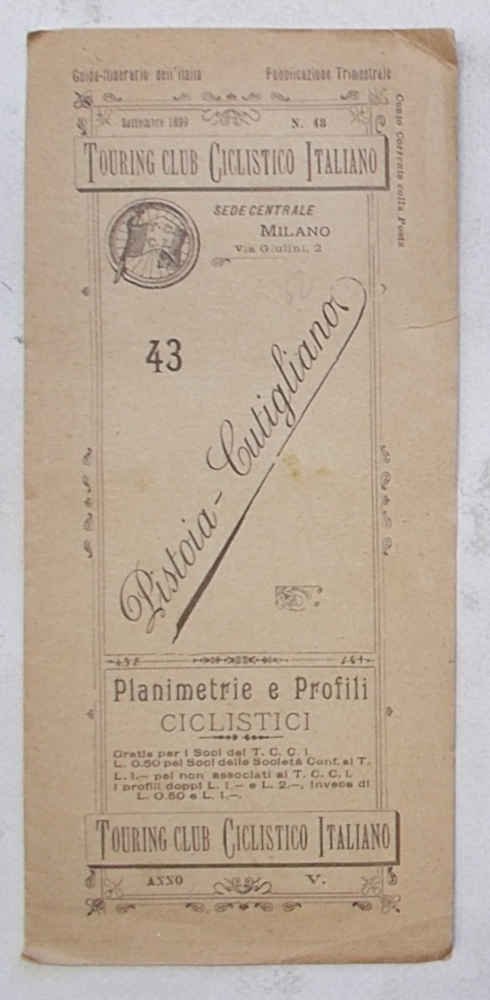 Guida-Itinerario dell'Italia Pubblicazione Trimestrale
Conto Corrente colla Posta
Settembre 1899 N. 48
TOURING CLUB CICLISTICO ITALIANO
SEDE CENTRALE
MILANO
Via Giulini, 2
43
Pistoia - Cutigliano
Planimetrie e Profili
CICLISTICI
Gratis per i Soci del T. C. C. I.
L. 0.50 pei Soci delle Società Conf. al T.
L. 1.- pei non associati al T. C. C. I.
I profili doppi L. 1.- e L. 2.-, invece di
L. 0.50 e L. 1.-.
TOURING CLUB CICLISTICO ITALIANO
ANNO V.